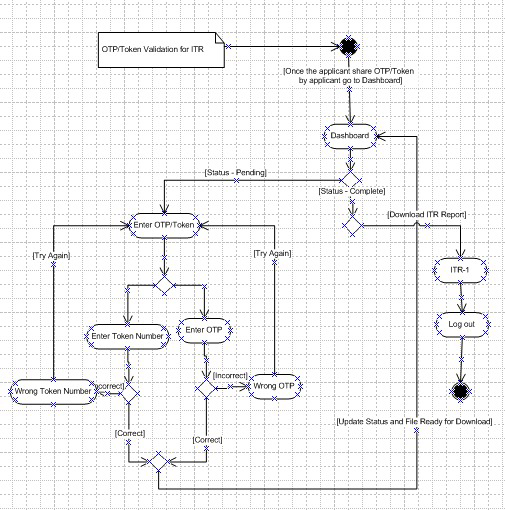 OTP/Token Validation for ITR
[Once the applicant share OTP/Token
by applicant go to Dashboard]
Dashboard
[Status - Pending]
[Status - Complete]
[Download ITR Report]
Enter OTP/Token
[Try Again]
[Try Again]
ITR-1
Enter Token Number
Enter OTP
Log out
Wrong Token Number
correct]
[Incorrect]
Wrong OTP
[Update Status and File Ready for Download]
[Correct]
[Correct]